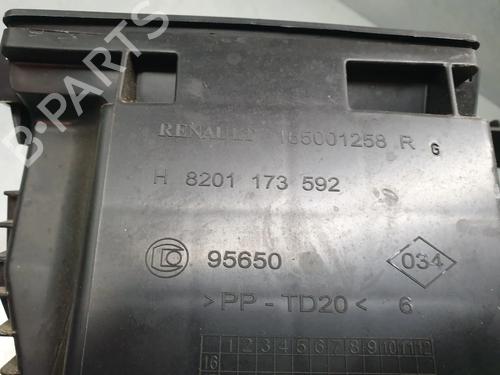 B-PARTS
RENAULT 165001258 R G
H 8201 173 592
95650 034
>PP - TD20< 6
1 2 3 4 5 6 7 8 9 10 11 12
16